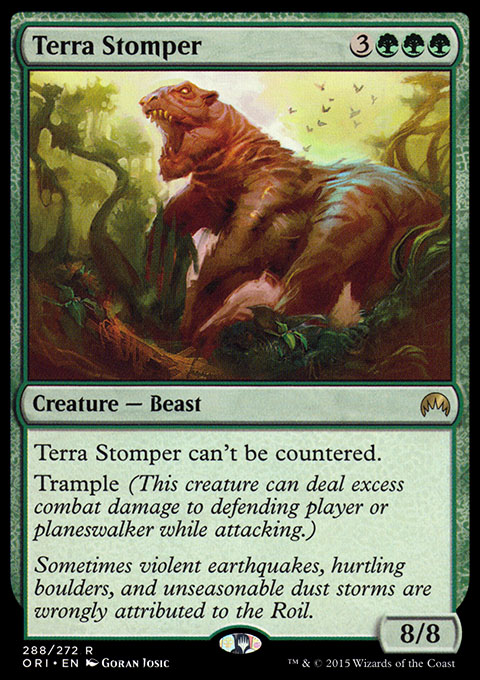 Terra Stomper 3
Creature — Beast
Terra Stomper can't be countered.
Trample (This creature can deal excess
combat damage to defending player or
planeswalker while attacking.)
Sometimes violent earthquakes, hurtling
boulders, and unseasonable dust storms are
wrongly attributed to the Roil.
8/8
288/272 R
ORI • EN Goran Josic ™ & © 2015 Wizards of the Coast